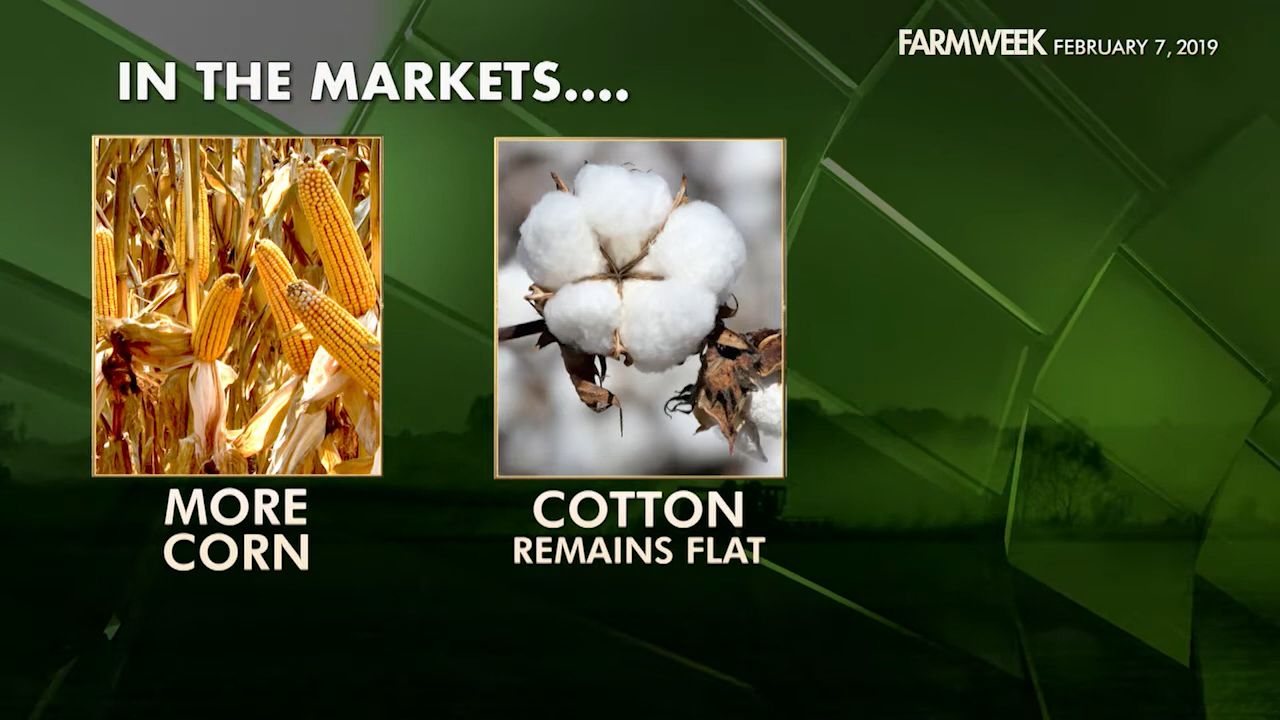 FARMWEEK FEBRUARY 7, 2019
IN THE MARKETS....
MORE
CORN
COTTON
REMAINS FLAT